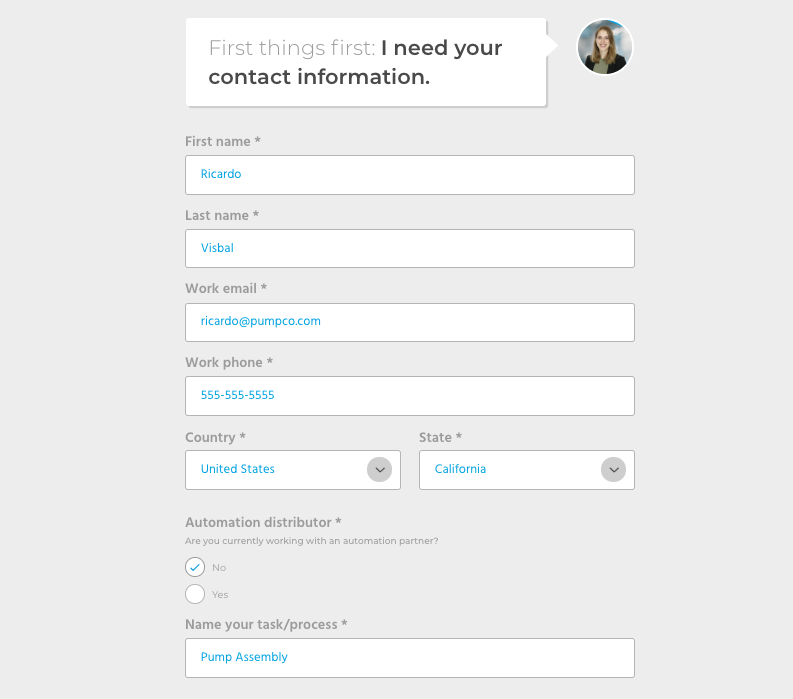 First things first: I need your
contact information.
First name *
Ricardo
Last name *
Visbal
Work email *
ricardo@pumpco.com
Work phone *
555-555-5555
Country *
State *
United States
California
Automation distributor *
Are you currently working with an automation partner?
No
Yes
Name your task/process *
Pump Assembly